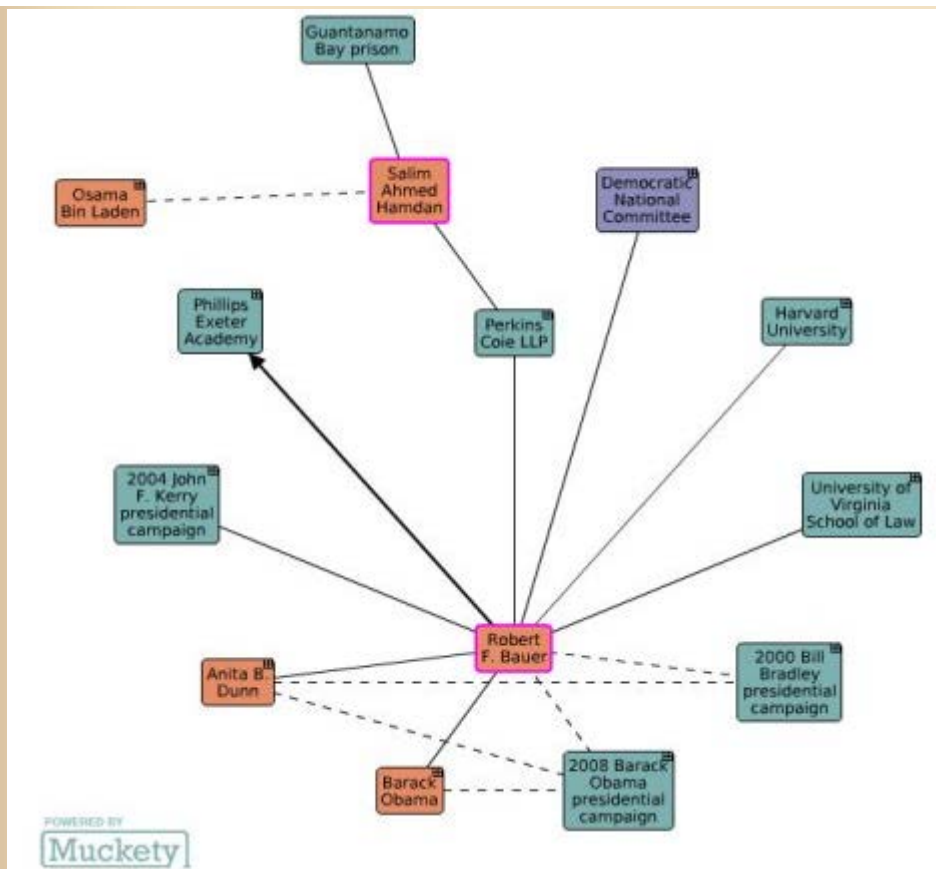 Guantanamo
Bay prison
Salim
Ahmed
Hamdan
Osama
Bin Laden
Democratic
National
Committee
Phillips
Exeter
Academy
Perkins
Coie LLP
Harvard
University
2004 John
F. Kerry
presidential
campaign
University of
Virginia
School of Law
Robert
F. Bauer
Anita B.
Dunn
2000 Bill
Bradley
presidential
campaign
Barack
Obama
2008 Barack
Obama
presidential
campaign
POWERED BY
Muckety